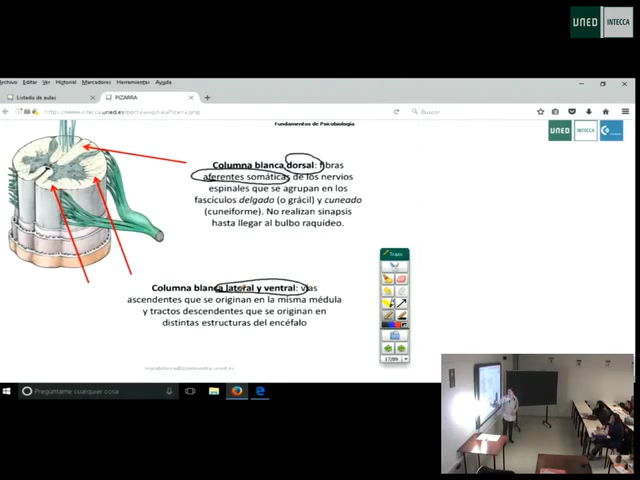 UNED INTECCA
Archivo Editar Ver Historial Marcadores Herramientas Ayuda
Listado de aulas
PIZARRA
Buscar
Fundamentos de Psicobiología
UNED INTECCA
Columna blanca dorsal: fibras
aferentes somáticas de los nervios
espinales que se agrupan en los
fascículos delgado (o grácil) y cuneado
(cuneiforme). No realizan sinapsis
hasta llegar al bulbo raquídeo.
Columna blanca lateral y ventral: vías
ascendentes que se originan en la misma médula
y tractos descendentes que se originan en
distintas estructuras del encéfalo
Trazo
17/89
Pregúntame cualquier cosa